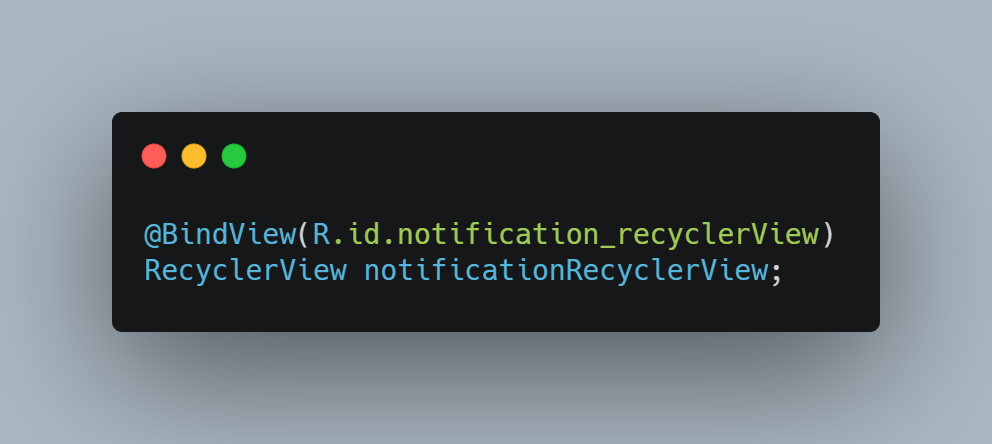 @BindView(R.id.notification_recyclerView)
RecyclerView notificationRecyclerView;